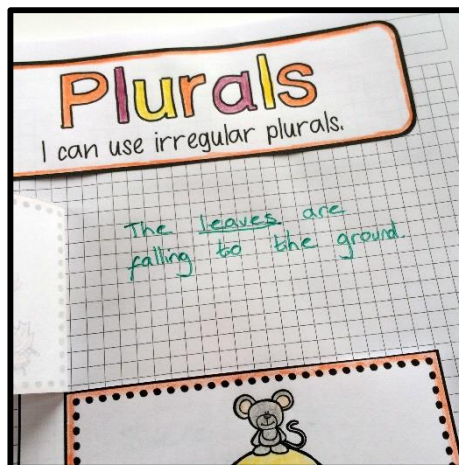 Plurals
I can use irregular plurals.
The leaves are
falling to the ground.